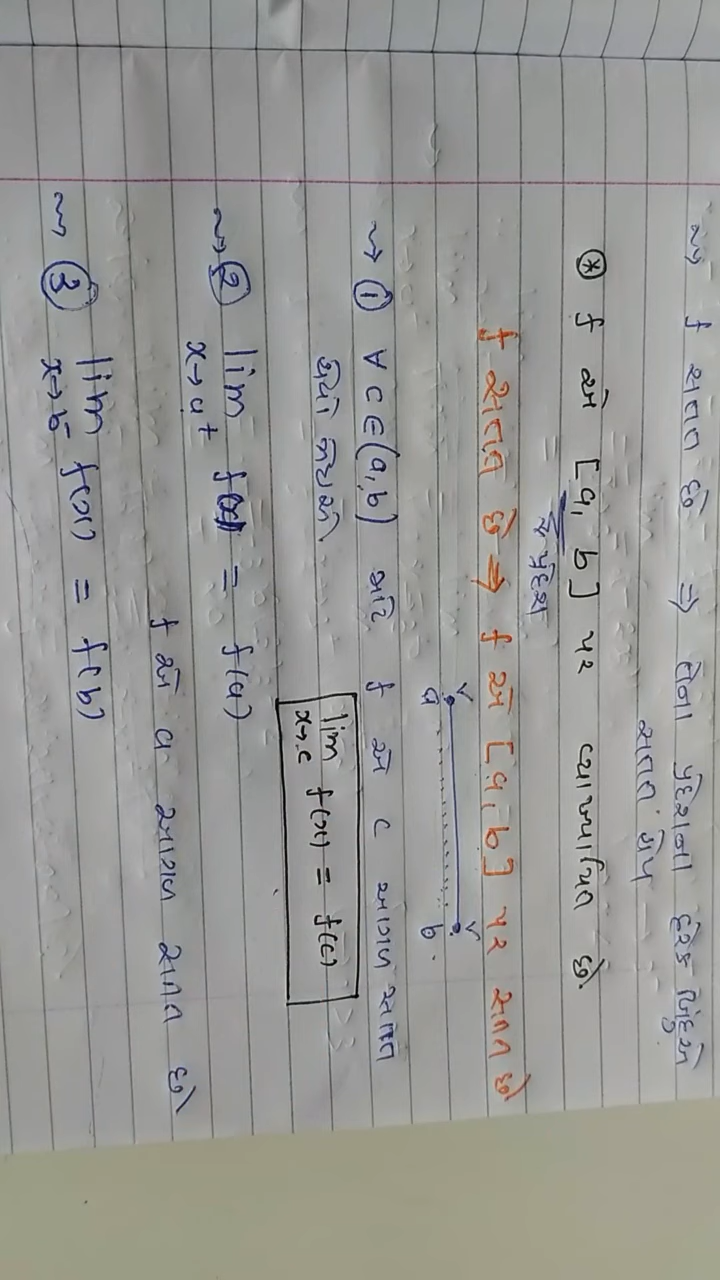 ⇝ f સતત છે ⇒ તેના પ્રદેશના દરેક બિંદુએ
સતત હોય
⊛ f એ [a, b] પર વ્યાખ્યાયિત છે.
પ્રદેશ
f સતત છે ⇒ f એ [a, b] પર સતત છે
a b
⇝ ① ∀ c ∈ (a, b) માટે f એ c આગળ સતત
હોવો જોઈએ.
lim f(x) = f(c)
x→c
⇝ ② lim f(x) = f(a)
x→a+
f એ a આગળ સતત છે
⇝ ③ lim f(x) = f(b)
x→b-